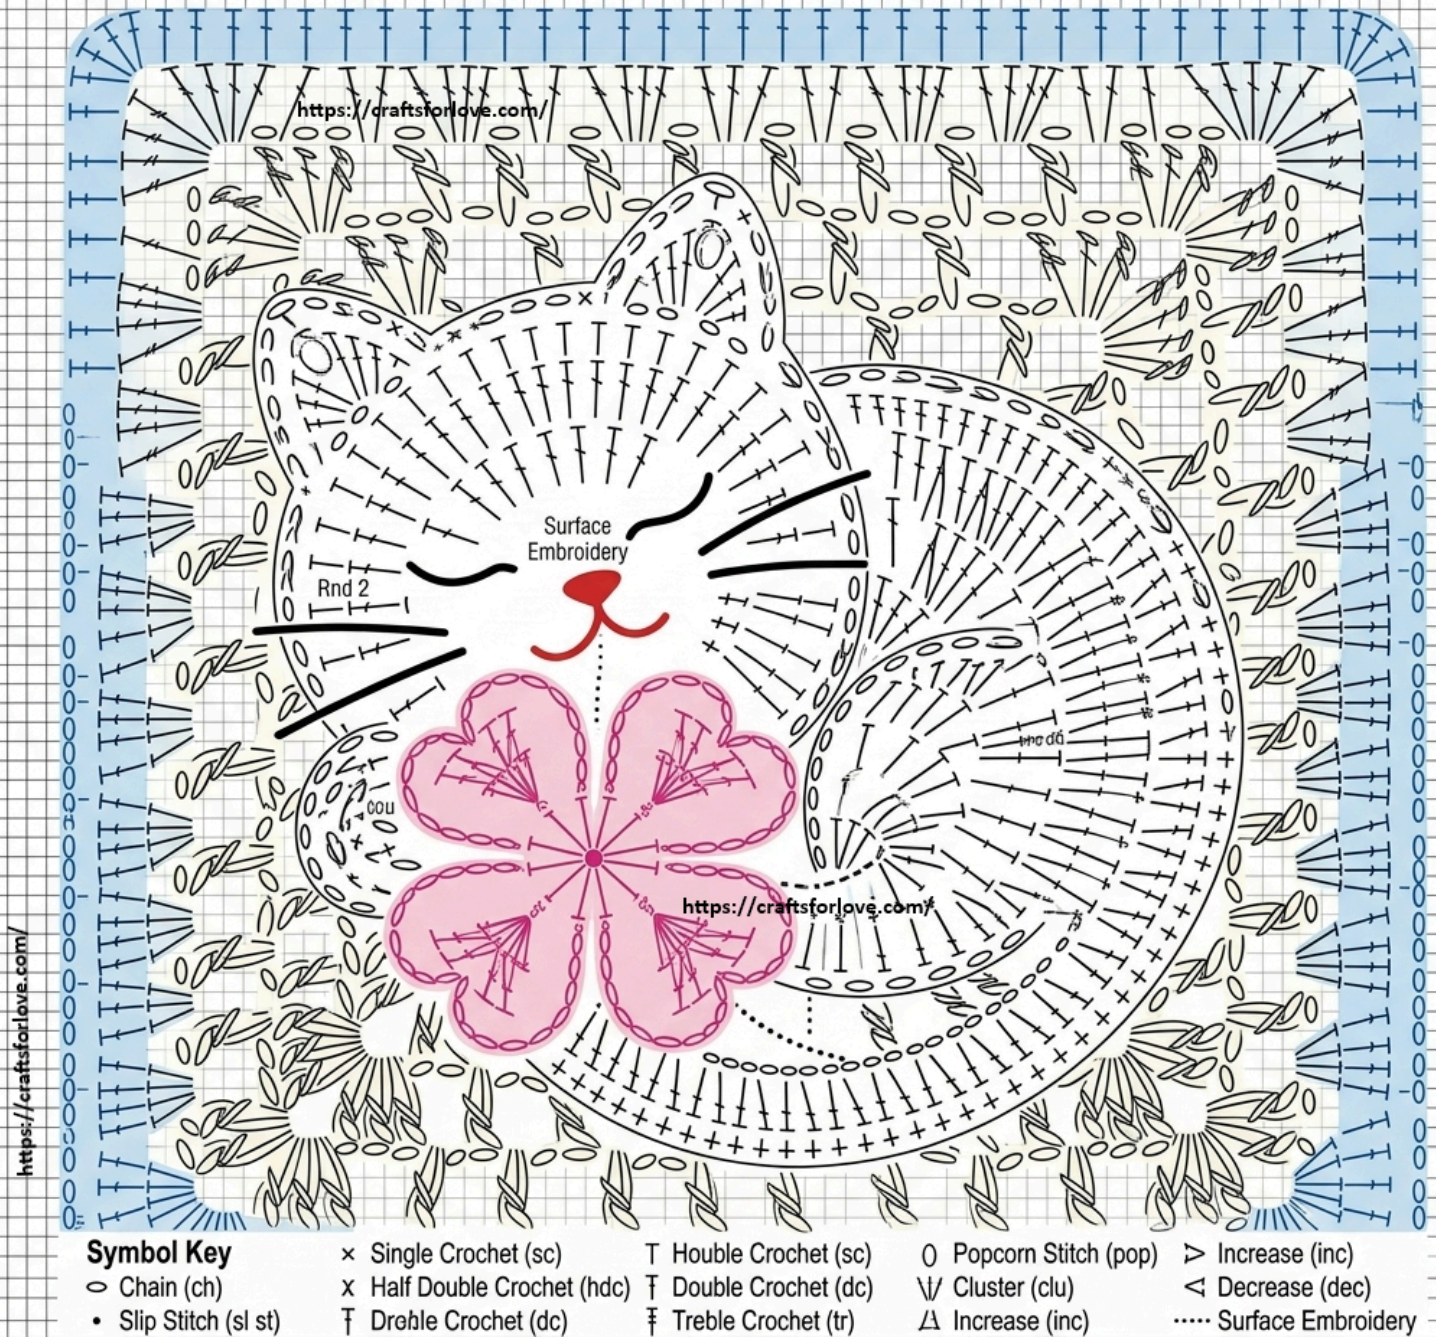 https://craftsforlove.com/
Surface
Embroidery
Rnd 2
cou
https://craftsforlove.com/
https://craftsforlove.com/
Symbol Key
× Single Crochet (sc)
Houble Crochet (sc)
Popcorn Stitch (pop)
Increase (inc)
Chain (ch)
x Half Double Crochet (hdc)
Double Crochet (dc)
Cluster (clu)
Decrease (dec)
• Slip Stitch (sl st)
Dreble Crochet (dc)
Treble Crochet (tr)
Increase (inc)
Surface Embroidery